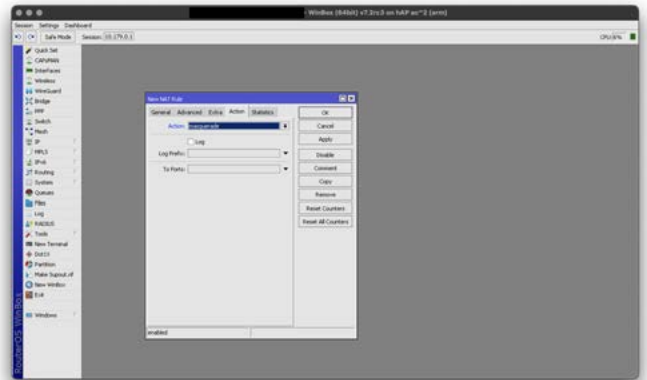 - WinBox (64bit) v7.2rc3 on hAP ac^2 (arm)
Session Settings Dashboard
Safe Mode Session: 10.179.0.1
CPU:6%
Quick Set
CAPsMAN
Interfaces
Wireless
WireGuard
Bridge
PPP
Switch
Mesh
IP
MPLS
IPv6
Routing
System
Queues
Files
Log
RADIUS
Tools
New Terminal
Dot1X
Partition
Make Supout.rif
New WinBox
Exit
Windows
RouterOS WinBox
New NAT Rule
General Advanced Extra Action Statistics
Action: masquerade
Log
Log Prefix:
To Ports:
OK
Cancel
Apply
Disable
Comment
Copy
Remove
Reset Counters
Reset All Counters
enabled